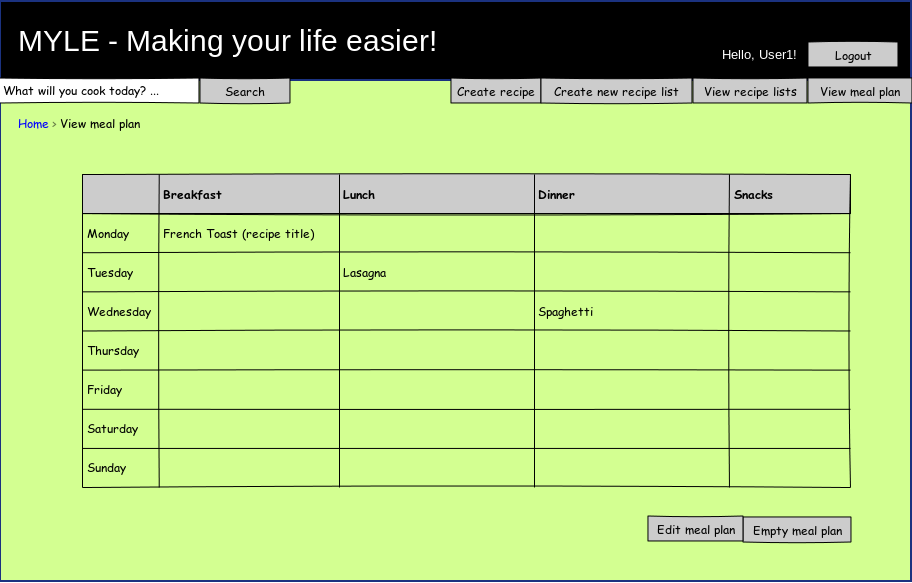 MYLE - Making your life easier!
Hello, User1! Logout
What will you cook today? ... Search Create recipe Create new recipe list View recipe lists View meal plan
Home > View meal plan
Breakfast Lunch Dinner Snacks
Monday French Toast (recipe title)
Tuesday Lasagna
Wednesday Spaghetti
Thursday
Friday
Saturday
Sunday
Edit meal plan Empty meal plan